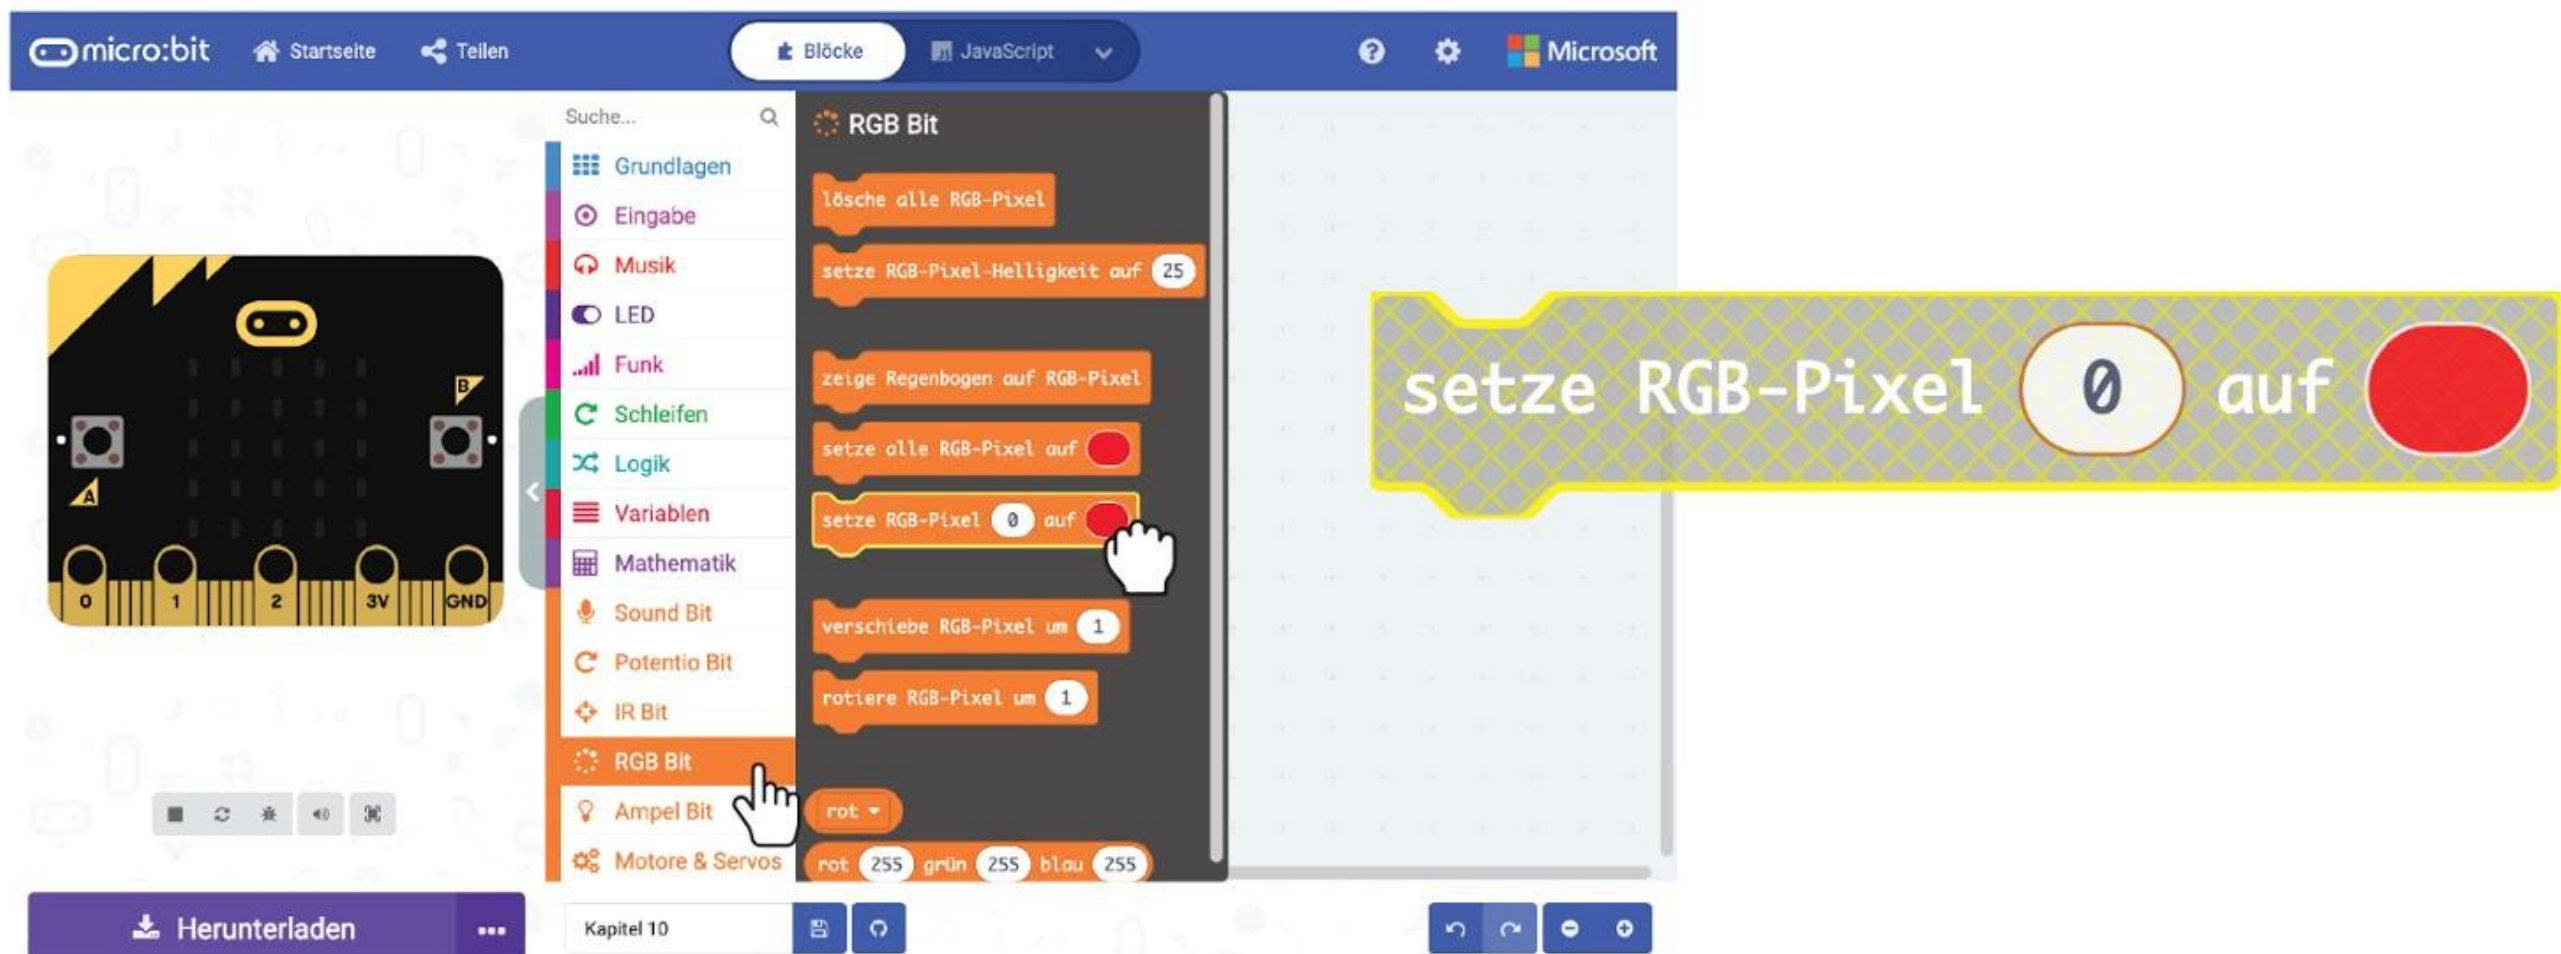 micro:bit
Startseite
Teilen
Blöcke
JavaScript
Microsoft
B
A
0 1 2 3V GND
Herunterladen
Suche...
Grundlagen
Eingabe
Musik
LED
Funk
Schleifen
Logik
Variablen
Mathematik
Sound Bit
Potentio Bit
IR Bit
RGB Bit
Ampel Bit
Motore & Servos
RGB Bit
lösche alle RGB-Pixel
setze RGB-Pixel-Helligkeit auf 25
zeige Regenbogen auf RGB-Pixel
setze alle RGB-Pixel auf
setze RGB-Pixel 0 auf
verschiebe RGB-Pixel um 1
rotiere RGB-Pixel um 1
rot
rot 255 grün 255 blau 255
setze RGB-Pixel 0 auf
Kapitel 10